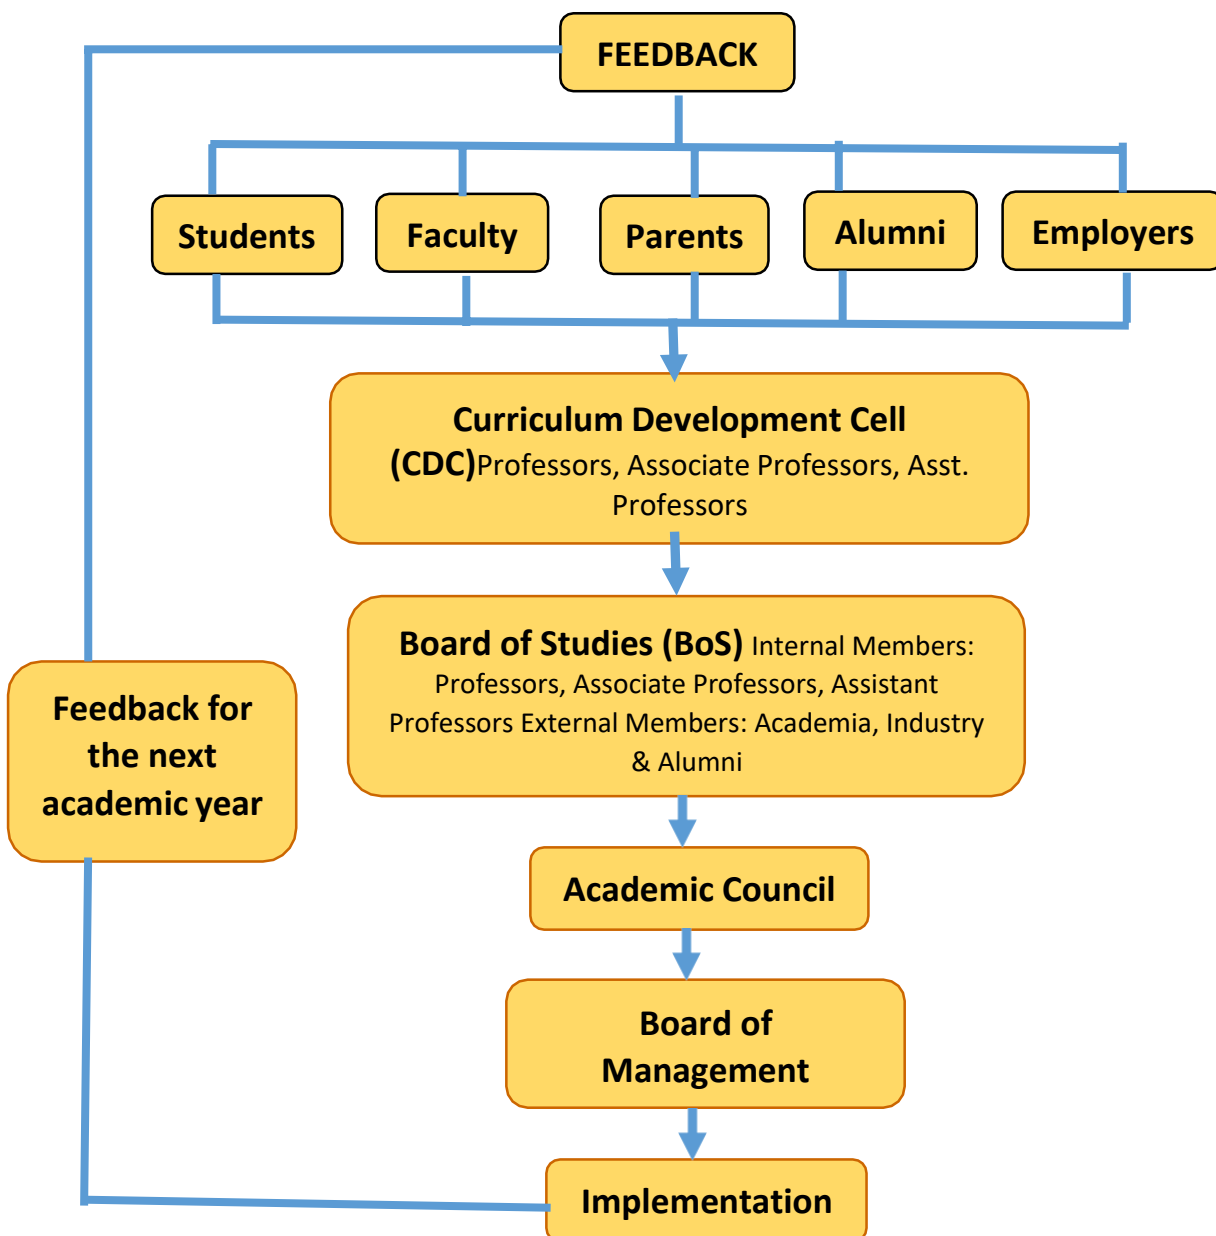 FEEDBACK
Students
Faculty
Parents
Alumni
Employers
Curriculum Development Cell
(CDC)Professors, Associate Professors, Asst.
Professors
Board of Studies (BoS) Internal Members:
Professors, Associate Professors, Assistant
Professors External Members: Academia, Industry
& Alumni
Feedback for
the next
academic year
Academic Council
Board of
Management
Implementation